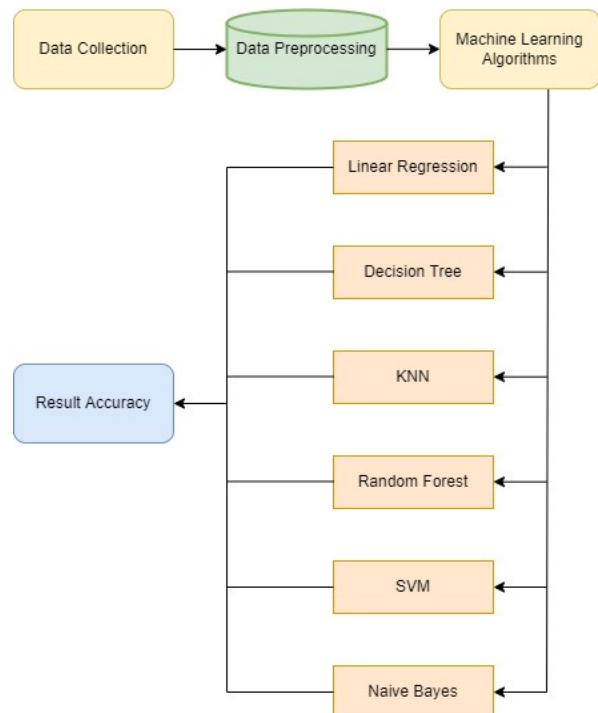 Data Collection
Data Preprocessing
Machine Learning
Algorithms
Linear Regression
Decision Tree
KNN
Result Accuracy
Random Forest
SVM
Naive Bayes